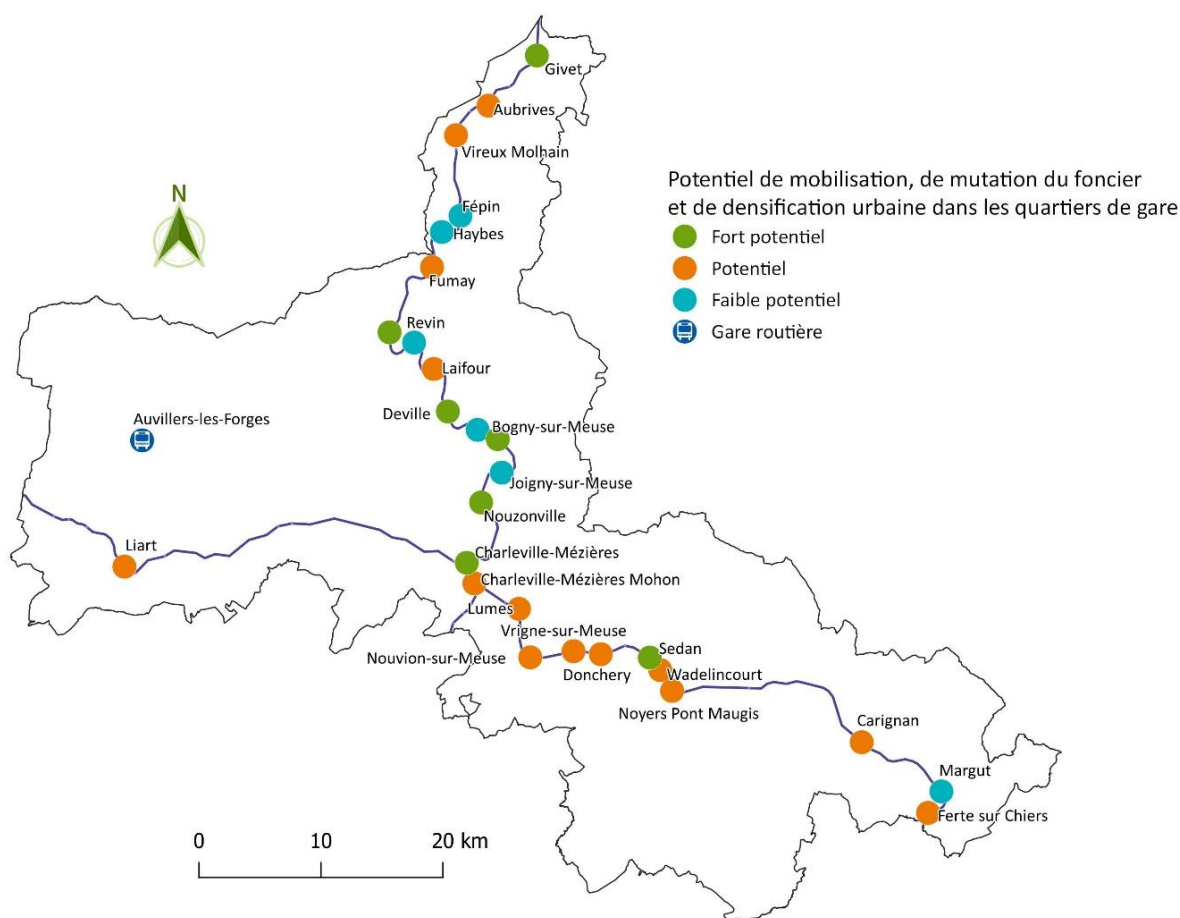 Givet
Aubrives
Vireux Molhain
Potentiel de mobilisation, de mutation du foncier
et de densification urbaine dans les quartiers de gare
Fort potentiel
Potentiel
Faible potentiel
Gare routière
N
Fépin
Haybes
Fumay
Revin
Laifour
Deville
Auvillers-les-Forges
Bogny-sur-Meuse
Joigny-sur-Meuse
Nouzonville
Liart
Charleville-Mézières
Charleville-Mézières Mohon
Lumes
Vrigne-sur-Meuse
Nouvion-sur-Meuse
Donchery
Sedan
Wadelincourt
Noyers Pont Maugis
Carignan
Margut
Ferte sur Chiers
0 10 20 km